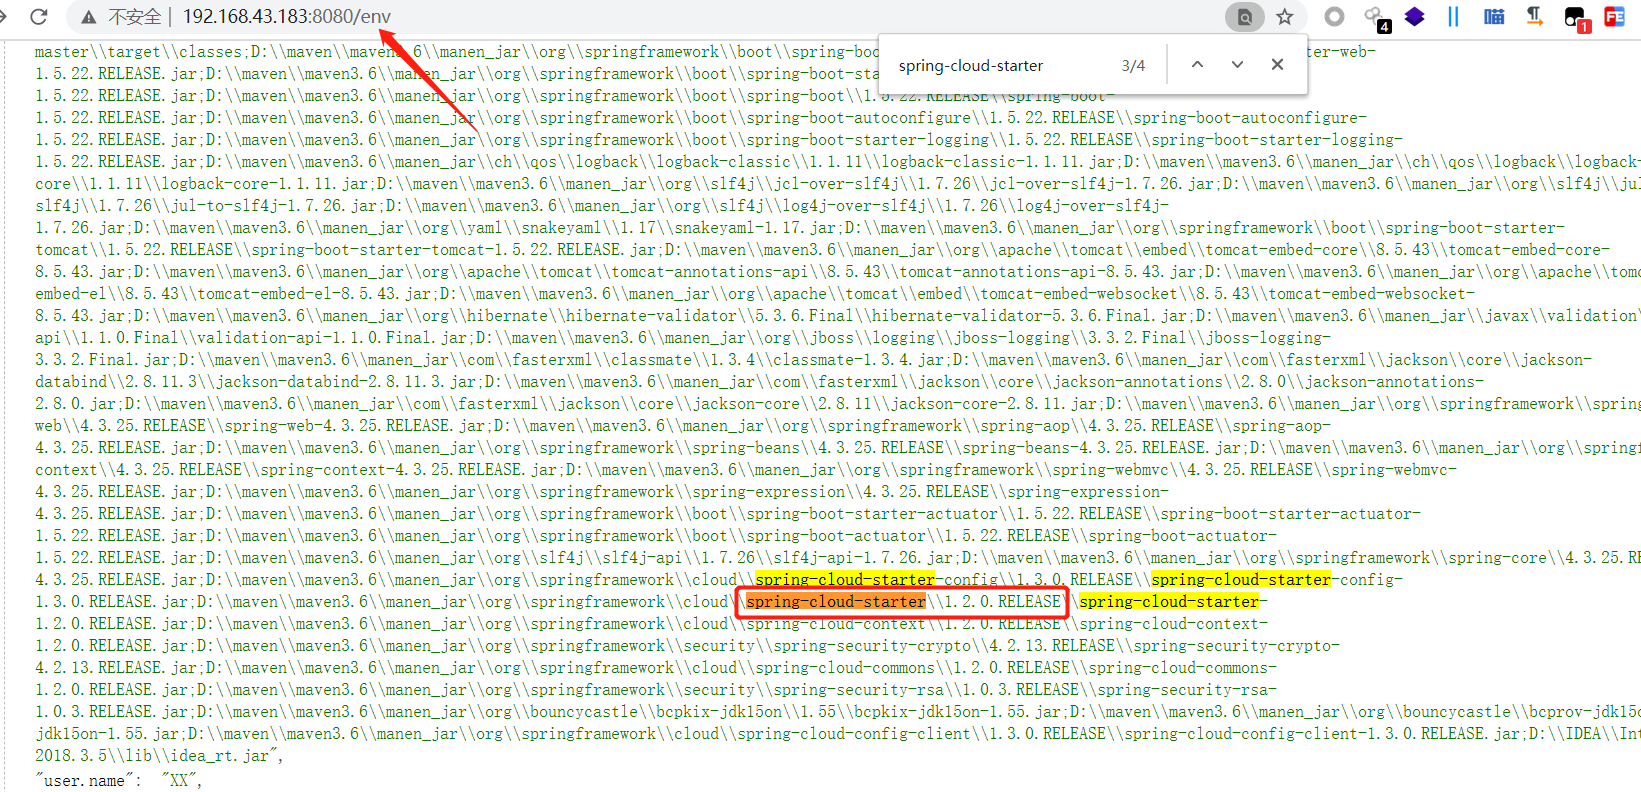 不安全 | 192.168.43.183:8080/env
4
1
FE
spring-cloud-starter 3/4
master\\target\\classes;D:\\maven\\maven3.6\\manen_jar\\org\\springframework\\boot\\spring-boo ter-web-
1.5.22.RELEASE.jar;D:\\maven\\maven3.6\\manen_jar\\org\\springframework\\boot\\spring-boot-sta
1.5.22.RELEASE.jar;D:\\maven\\maven3.6\\manen_jar\\org\\springframework\\boot\\spring-boot\\1.5.22.RELEASE\\spring-boot-
1.5.22.RELEASE.jar;D:\\maven\\maven3.6\\manen_jar\\org\\springframework\\boot\\spring-boot-autoconfigure\\1.5.22.RELEASE\\spring-boot-autoconfigure-
1.5.22.RELEASE.jar;D:\\maven\\maven3.6\\manen_jar\\org\\springframework\\boot\\spring-boot-starter-logging\\1.5.22.RELEASE\\spring-boot-starter-logging-
1.5.22.RELEASE.jar;D:\\maven\\maven3.6\\manen_jar\\ch\\qos\\logback\\logback-classic\\1.1.11\\logback-classic-1.1.11.jar;D:\\maven\\maven3.6\\manen_jar\\ch\\qos\\logback\\logback-
core\\1.1.11\\logback-core-1.1.11.jar;D:\\maven\\maven3.6\\manen_jar\\org\\slf4j\\jcl-over-slf4j\\1.7.26\\jcl-over-slf4j-1.7.26.jar;D:\\maven\\maven3.6\\manen_jar\\org\\slf4j\\jul
slf4j\\1.7.26\\jul-to-slf4j-1.7.26.jar;D:\\maven\\maven3.6\\manen_jar\\org\\slf4j\\log4j-over-slf4j\\1.7.26\\log4j-over-slf4j-
1.7.26.jar;D:\\maven\\maven3.6\\manen_jar\\org\\yaml\\snakeyaml\\1.17\\snakeyaml-1.17.jar;D:\\maven\\maven3.6\\manen_jar\\org\\springframework\\boot\\spring-boot-starter-
tomcat\\1.5.22.RELEASE\\spring-boot-starter-tomcat-1.5.22.RELEASE.jar;D:\\maven\\maven3.6\\manen_jar\\org\\apache\\tomcat\\embed\\tomcat-embed-core\\8.5.43\\tomcat-embed-core-
8.5.43.jar;D:\\maven\\maven3.6\\manen_jar\\org\\apache\\tomcat\\tomcat-annotations-api\\8.5.43\\tomcat-annotations-api-8.5.43.jar;D:\\maven\\maven3.6\\manen_jar\\org\\apache\\tomc
embed-el\\8.5.43\\tomcat-embed-el-8.5.43.jar;D:\\maven\\maven3.6\\manen_jar\\org\\apache\\tomcat\\embed\\tomcat-embed-websocket\\8.5.43\\tomcat-embed-websocket-
8.5.43.jar;D:\\maven\\maven3.6\\manen_jar\\org\\hibernate\\hibernate-validator\\5.3.6.Final\\hibernate-validator-5.3.6.Final.jar;D:\\maven\\maven3.6\\manen_jar\\javax\\validation\
api\\1.1.0.Final\\validation-api-1.1.0.Final.jar;D:\\maven\\maven3.6\\manen_jar\\org\\jboss\\logging\\jboss-logging\\3.3.2.Final\\jboss-logging-
3.3.2.Final.jar;D:\\maven\\maven3.6\\manen_jar\\com\\fasterxml\\classmate\\1.3.4\\classmate-1.3.4.jar;D:\\maven\\maven3.6\\manen_jar\\com\\fasterxml\\jackson\\core\\jackson-
databind\\2.8.11.3\\jackson-databind-2.8.11.3.jar;D:\\maven\\maven3.6\\manen_jar\\com\\fasterxml\\jackson\\core\\jackson-annotations\\2.8.0\\jackson-annotations-
2.8.0.jar;D:\\maven\\maven3.6\\manen_jar\\com\\fasterxml\\jackson\\core\\jackson-core\\2.8.11\\jackson-core-2.8.11.jar;D:\\maven\\maven3.6\\manen_jar\\org\\springframework\\spring
web\\4.3.25.RELEASE\\spring-web-4.3.25.RELEASE.jar;D:\\maven\\maven3.6\\manen_jar\\org\\springframework\\spring-aop\\4.3.25.RELEASE\\spring-aop-
4.3.25.RELEASE.jar;D:\\maven\\maven3.6\\manen_jar\\org\\springframework\\spring-beans\\4.3.25.RELEASE\\spring-beans-4.3.25.RELEASE.jar;D:\\maven\\maven3.6\\manen_jar\\org\\springf
context\\4.3.25.RELEASE\\spring-context-4.3.25.RELEASE.jar;D:\\maven\\maven3.6\\manen_jar\\org\\springframework\\spring-webmvc\\4.3.25.RELEASE\\spring-webmvc-
4.3.25.RELEASE.jar;D:\\maven\\maven3.6\\manen_jar\\org\\springframework\\spring-expression\\4.3.25.RELEASE\\spring-expression-
4.3.25.RELEASE.jar;D:\\maven\\maven3.6\\manen_jar\\org\\springframework\\boot\\spring-boot-starter-actuator\\1.5.22.RELEASE\\spring-boot-starter-actuator-
1.5.22.RELEASE.jar;D:\\maven\\maven3.6\\manen_jar\\org\\springframework\\boot\\spring-boot-actuator\\1.5.22.RELEASE\\spring-boot-actuator-
1.5.22.RELEASE.jar;D:\\maven\\maven3.6\\manen_jar\\org\\slf4j\\slf4j-api\\1.7.26\\slf4j-api-1.7.26.jar;D:\\maven\\maven3.6\\manen_jar\\org\\springframework\\spring-core\\4.3.25.RE
4.3.25.RELEASE.jar;D:\\maven\\maven3.6\\manen_jar\\org\\springframework\\cloud\\spring-cloud-starter-config\\1.3.0.RELEASE\\spring-cloud-starter-config-
1.3.0.RELEASE.jar;D:\\maven\\maven3.6\\manen_jar\\org\\springframework\\cloud\\spring-cloud-starter\\1.2.0.RELEASE\\spring-cloud-starter-
1.2.0.RELEASE.jar;D:\\maven\\maven3.6\\manen_jar\\org\\springframework\\cloud\\spring-cloud-context\\1.2.0.RELEASE\\spring-cloud-context-
1.2.0.RELEASE.jar;D:\\maven\\maven3.6\\manen_jar\\org\\springframework\\security\\spring-security-crypto\\4.2.13.RELEASE\\spring-security-crypto-
4.2.13.RELEASE.jar;D:\\maven\\maven3.6\\manen_jar\\org\\springframework\\cloud\\spring-cloud-commons\\1.2.0.RELEASE\\spring-cloud-commons-
1.2.0.RELEASE.jar;D:\\maven\\maven3.6\\manen_jar\\org\\springframework\\security\\spring-security-rsa\\1.0.3.RELEASE\\spring-security-rsa-
1.0.3.RELEASE.jar;D:\\maven\\maven3.6\\manen_jar\\org\\bouncycastle\\bcpkix-jdk15on\\1.55\\bcpkix-jdk15on-1.55.jar;D:\\maven\\maven3.6\\manen_jar\\org\\bouncycastle\\bcprov-jdk15o
jdk15on-1.55.jar;D:\\maven\\maven3.6\\manen_jar\\org\\springframework\\cloud\\spring-cloud-config-client\\1.3.0.RELEASE\\spring-cloud-config-client-1.3.0.RELEASE.jar;D:\\IDEA\\Int
2018.3.5\\lib\\idea_rt.jar",
"user.name": "XX",